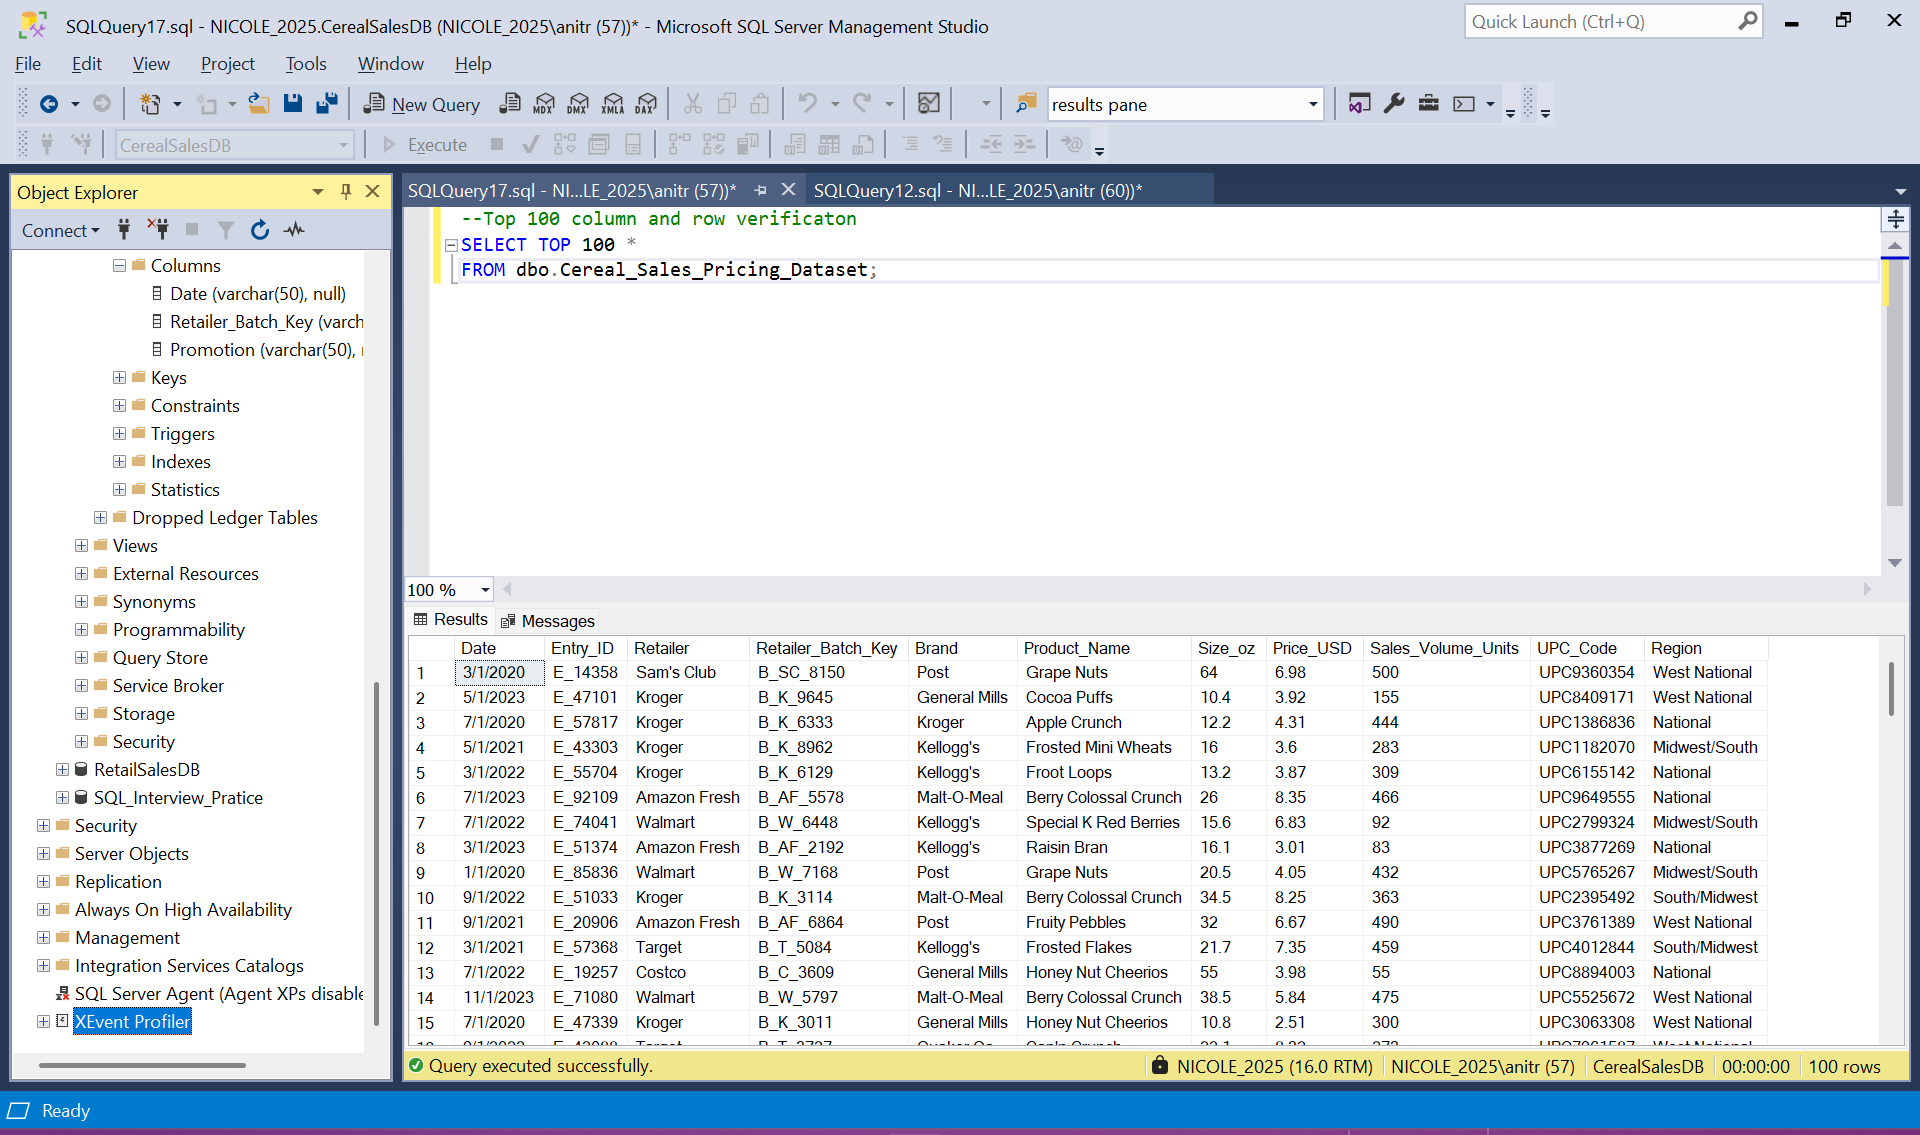 SQLQuery17.sql - NICOLE_2025.CerealSalesDB (NICOLE_2025\anitr (57))* - Microsoft SQL Server Management Studio
Quick Launch (Ctrl+Q)
File Edit View Project Tools Window Help
New Query MDX DMX XMLA DAX results pane
CerealSalesDB Execute
Object Explorer
Connect
Columns
Date (varchar(50), null)
Retailer_Batch_Key (varch
Promotion (varchar(50),
Keys
Constraints
Triggers
Indexes
Statistics
Dropped Ledger Tables
Views
External Resources
Synonyms
Programmability
Query Store
Service Broker
Storage
Security
RetailSalesDB
SQL_Interview_Pratice
Security
Server Objects
Replication
Always On High Availability
Management
Integration Services Catalogs
SQL Server Agent (Agent XPs disable
XEvent Profiler
SQLQuery17.sql - NI...LE_2025\anitr (57))* SQLQuery12.sql - NI...LE_2025\anitr (60))*
--Top 100 column and row verificaton
SELECT TOP 100 *
FROM dbo.Cereal_Sales_Pricing_Dataset;
100 %
Results Messages
Date Entry_ID Retailer Retailer_Batch_Key Brand Product_Name Size_oz Price_USD Sales_Volume_Units UPC_Code Region
1 3/1/2020 E_14358 Sam's Club B_SC_8150 Post Grape Nuts 64 6.98 500 UPC9360354 West National
2 5/1/2023 E_47101 Kroger B_K_9645 General Mills Cocoa Puffs 10.4 3.92 155 UPC8409171 West National
3 7/1/2020 E_57817 Kroger B_K_6333 Kroger Apple Crunch 12.2 4.31 444 UPC1386836 National
4 5/1/2021 E_43303 Kroger B_K_8962 Kellogg's Frosted Mini Wheats 16 3.6 283 UPC1182070 Midwest/South
5 3/1/2022 E_55704 Kroger B_K_6129 Kellogg's Froot Loops 13.2 3.87 309 UPC6155142 National
6 7/1/2023 E_92109 Amazon Fresh B_AF_5578 Malt-O-Meal Berry Colossal Crunch 26 8.35 466 UPC9649555 National
7 7/1/2022 E_74041 Walmart B_W_6448 Kellogg's Special K Red Berries 15.6 6.83 92 UPC2799324 Midwest/South
8 3/1/2023 E_51374 Amazon Fresh B_AF_2192 Kellogg's Raisin Bran 16.1 3.01 83 UPC3877269 National
9 1/1/2020 E_85836 Walmart B_W_7168 Post Grape Nuts 20.5 4.05 432 UPC5765267 Midwest/South
10 9/1/2022 E_51033 Kroger B_K_3114 Malt-O-Meal Berry Colossal Crunch 34.5 8.25 363 UPC2395492 South/Midwest
11 9/1/2021 E_20906 Amazon Fresh B_AF_6864 Post Fruity Pebbles 32 6.67 490 UPC3761389 West National
12 3/1/2021 E_57368 Target B_T_5084 Kellogg's Frosted Flakes 21.7 7.35 459 UPC4012844 South/Midwest
13 7/1/2022 E_19257 Costco B_C_3609 General Mills Honey Nut Cheerios 55 3.98 55 UPC8894003 National
14 11/1/2023 E_71080 Walmart B_W_5797 Malt-O-Meal Berry Colossal Crunch 38.5 5.84 475 UPC5525672 West National
15 7/1/2020 E_47339 Kroger B_K_3011 General Mills Honey Nut Cheerios 10.8 2.51 300 UPC3063308 West National
Query executed successfully. NICOLE_2025 (16.0 RTM) NICOLE_2025\anitr (57) CerealSalesDB 00:00:00 100 rows
Ready